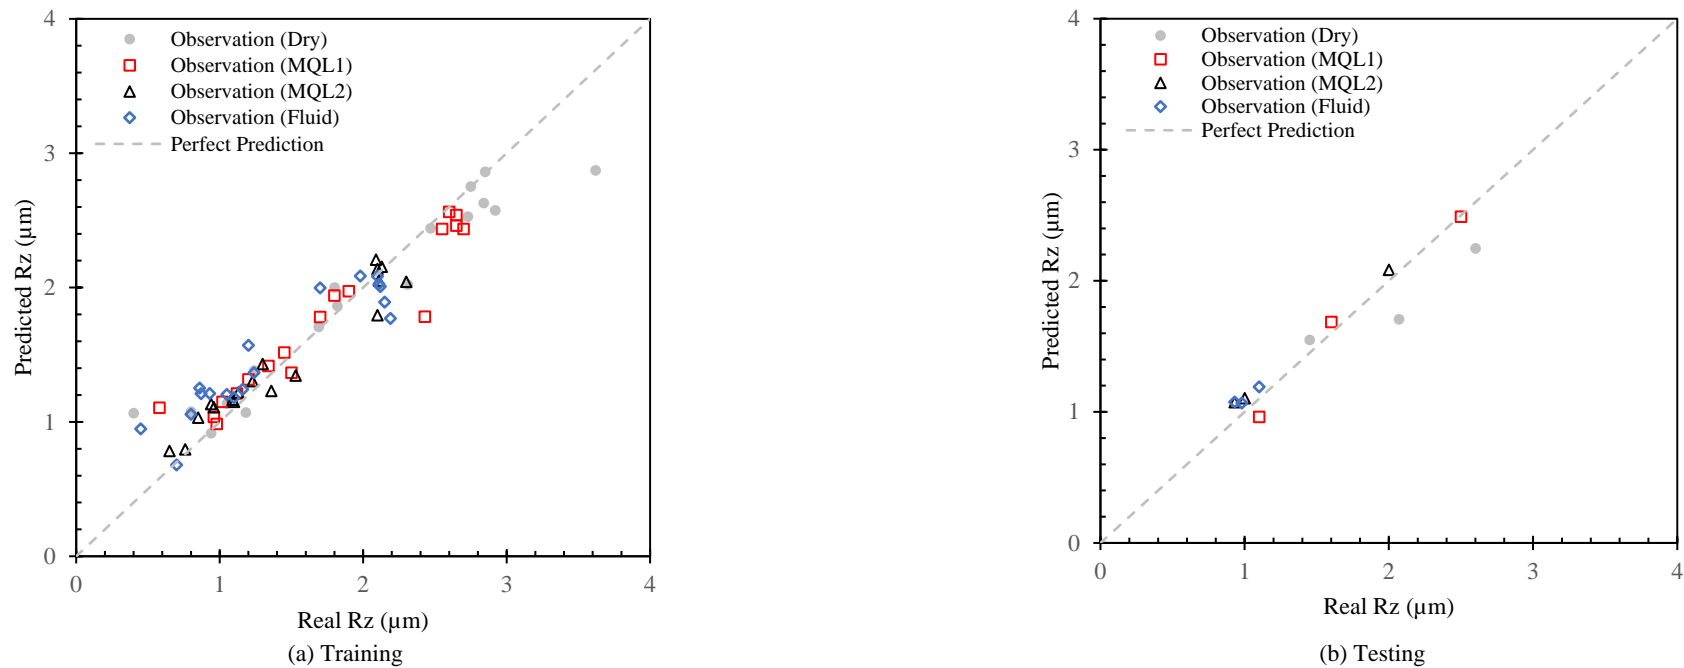 4
3
2
1
0
0
1
2
3
4
Predicted Rz (µm)
Real Rz (µm)
Observation (Dry)
Observation (MQL1)
Observation (MQL2)
Observation (Fluid)
Perfect Prediction
(a) Training
4
3
2
1
0
0
1
2
3
4
Predicted Rz (µm)
Real Rz (µm)
Observation (Dry)
Observation (MQL1)
Observation (MQL2)
Observation (Fluid)
Perfect Prediction
(b) Testing